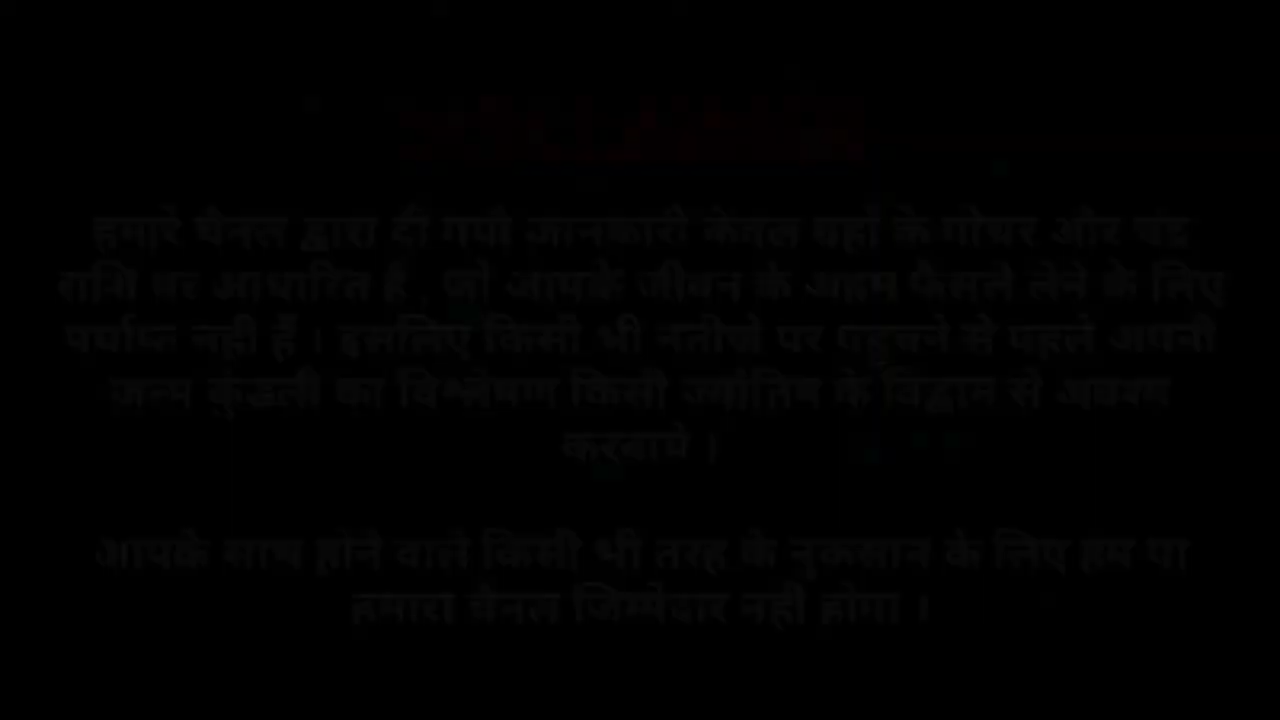 हमारे चैनल द्वारा दी गयी जानकारी केवल ग्रहों के गोचर और चंद्र
राशि पर आधारित है , जो आपके जीवन के अहम फैसले लेने के लिए
पर्याप्त नही हैं । इसलिए किसी भी नतीजे पर पहुचने से पहले अपनी
जन्म कुंडली का विश्लेषण किसी ज्योतिष के विद्वान से अवश्य
करवाये ।
आपके साथ होने वाले किसी भी तरह के नुकसान के लिए हम या
हमारा चैनल जिम्मेदार नही होगा ।